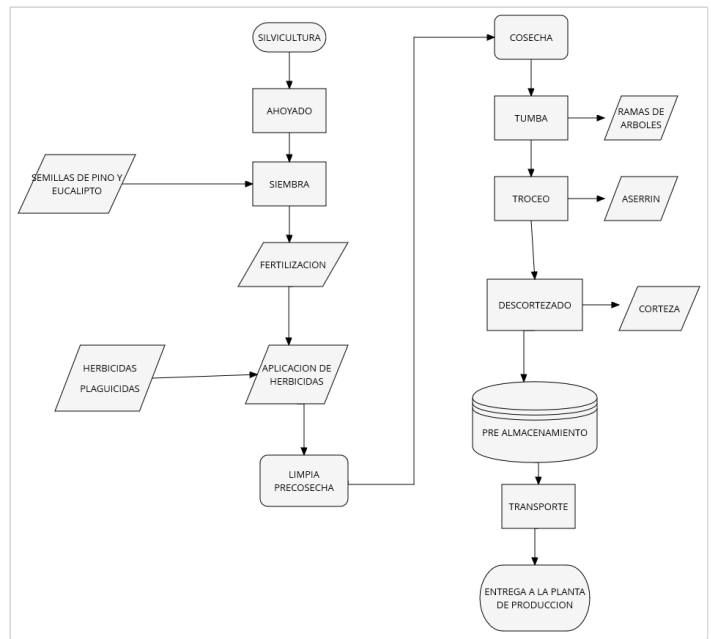 SILVICULTURA
AHOYADO
SEMILLAS DE PINO Y
EUCALIPTO
SIEMBRA
FERTILIZACION
HERBICIDAS
PLAGUICIDAS
APLICACION DE
HERBICIDAS
LIMPIA
PRECOSECHA
COSECHA
TUMBA
RAMAS DE
ARBOLES
TROCEO
ASERRIN
DESCORTEZADO
CORTEZA
PRE ALMACENAMIENTO
TRANSPORTE
ENTREGA A LA PLANTA
DE PRODUCCION